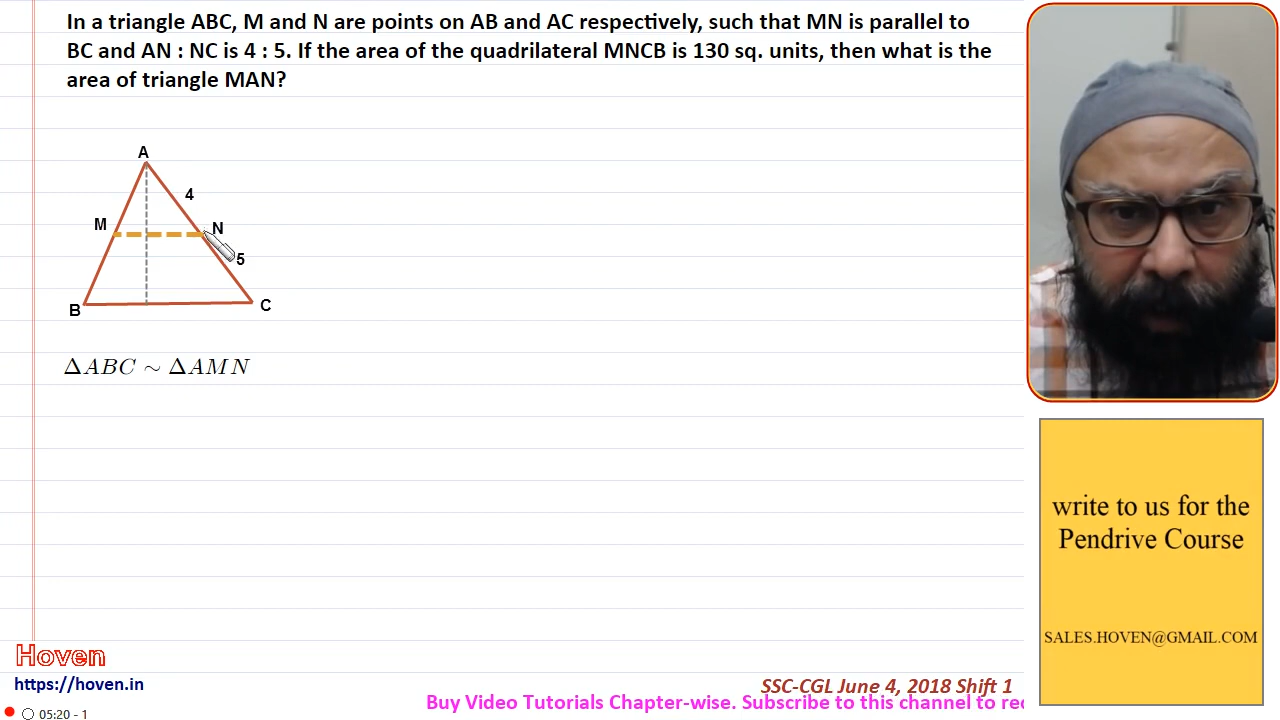 In a triangle ABC, M and N are points on AB and AC respectively, such that MN is parallel to
BC and AN : NC is 4 : 5. If the area of the quadrilateral MNCB is 130 sq. units, then what is the
area of triangle MAN?
A
4
M
N
5
B
C
ΔABC ~ ΔAMN
write to us for the
Pendrive Course
SALES.HOVEN@GMAIL.COM
Hoven
https://hoven.in
SSC-CGL June 4, 2018 Shift 1
Buy Video Tutorials Chapter-wise. Subscribe to this channel to rec
05:20 - 1